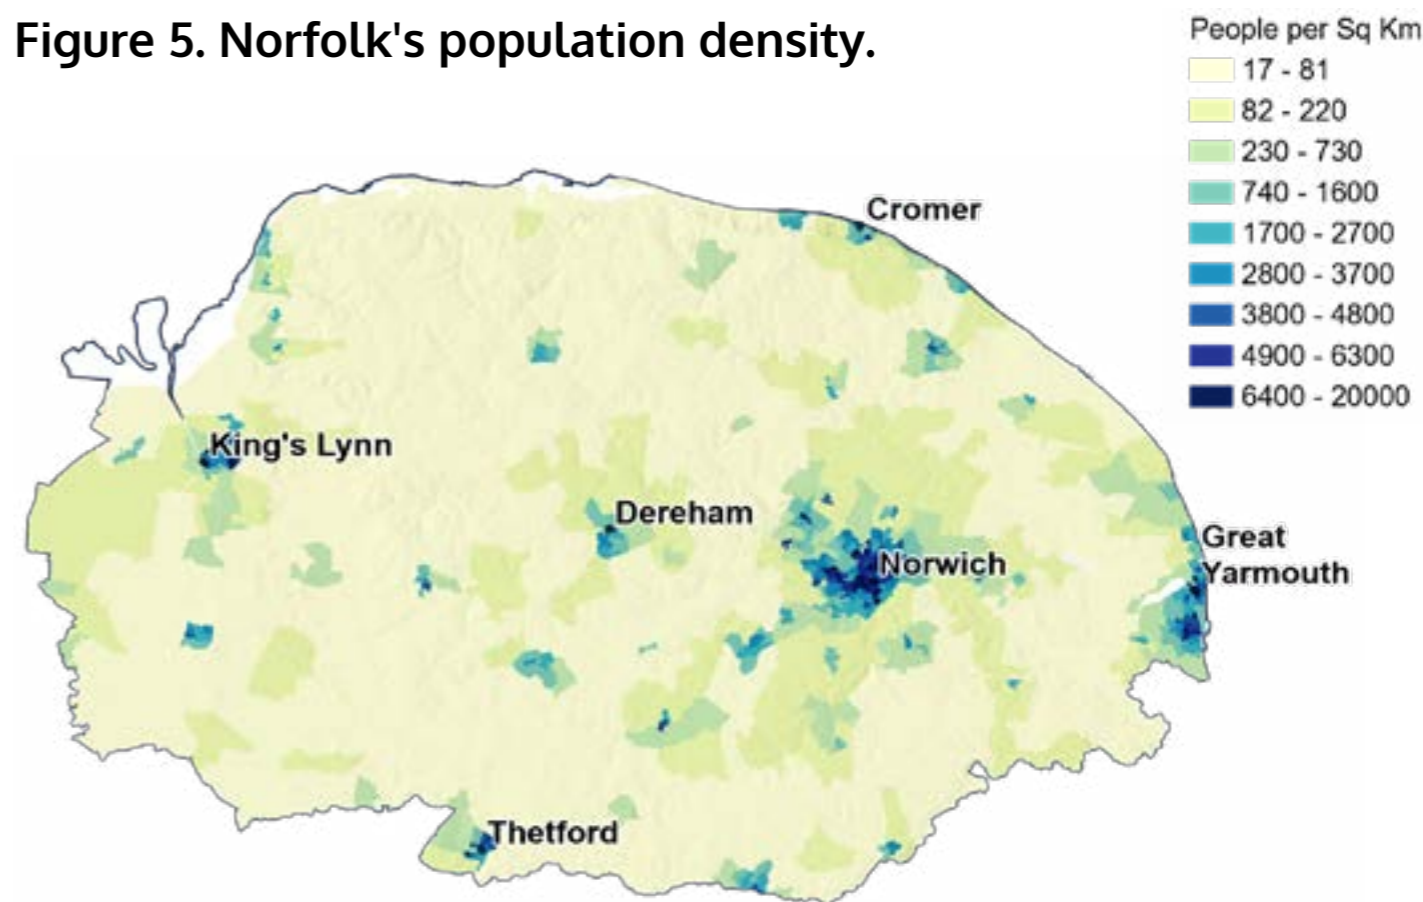 Figure 5. Norfolk's population density.
People per Sq Km
17 - 81
82 - 220
230 - 730
740 - 1600
1700 - 2700
2800 - 3700
3800 - 4800
4900 - 6300
6400 - 20000
Cromer
King's Lynn
Dereham
Norwich
Great
Yarmouth
Thetford